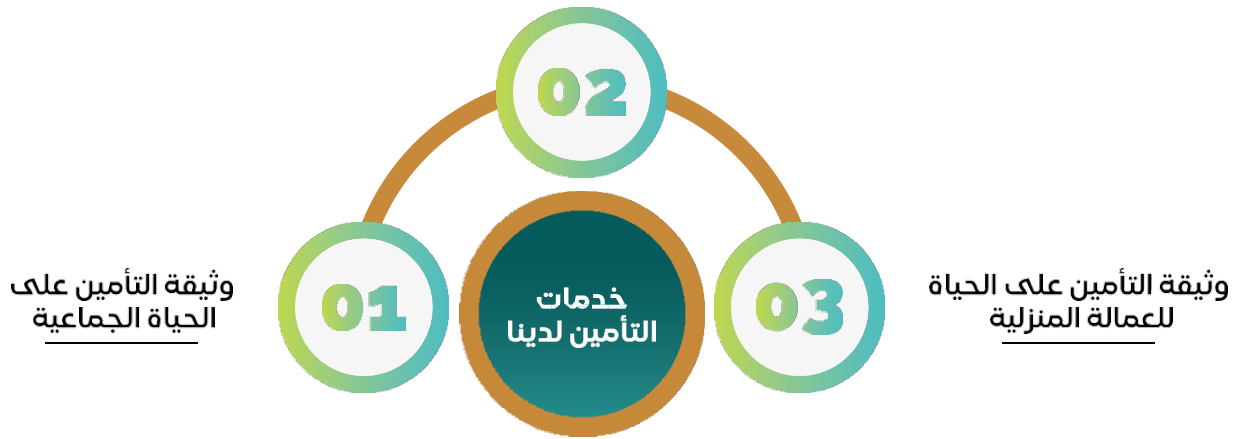 02
01
03
وثيقة التأمين على
الحياة الجماعية
خدمات
التأمين لدينا
وثيقة التأمين على الحياة
للعمالة المنزلية